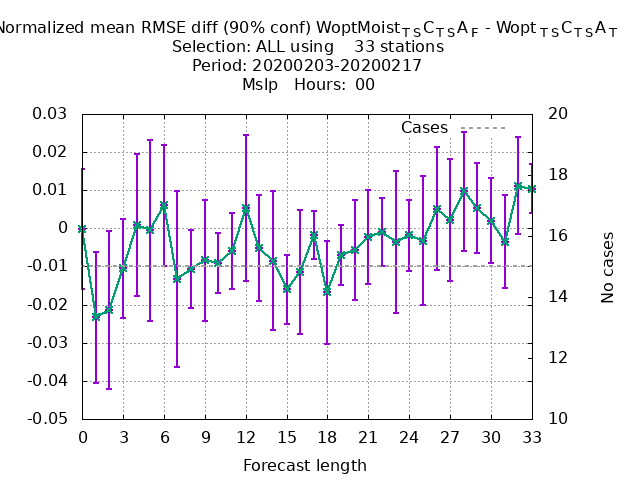 Normalized mean RMSE diff (90% conf) WoptMoist_TSC_TSA_F - Wopt_TSC_TSA_T
Selection: ALL using    33 stations
Period: 20200203-20200217
Mslp   Hours: 00
Cases
0.03
0.02
0.01
0
-0.01
-0.02
-0.03
-0.04
-0.05
20
18
16
14
12
10
No cases
0 3 6 9 12 15 18 21 24 27 30 33
Forecast length